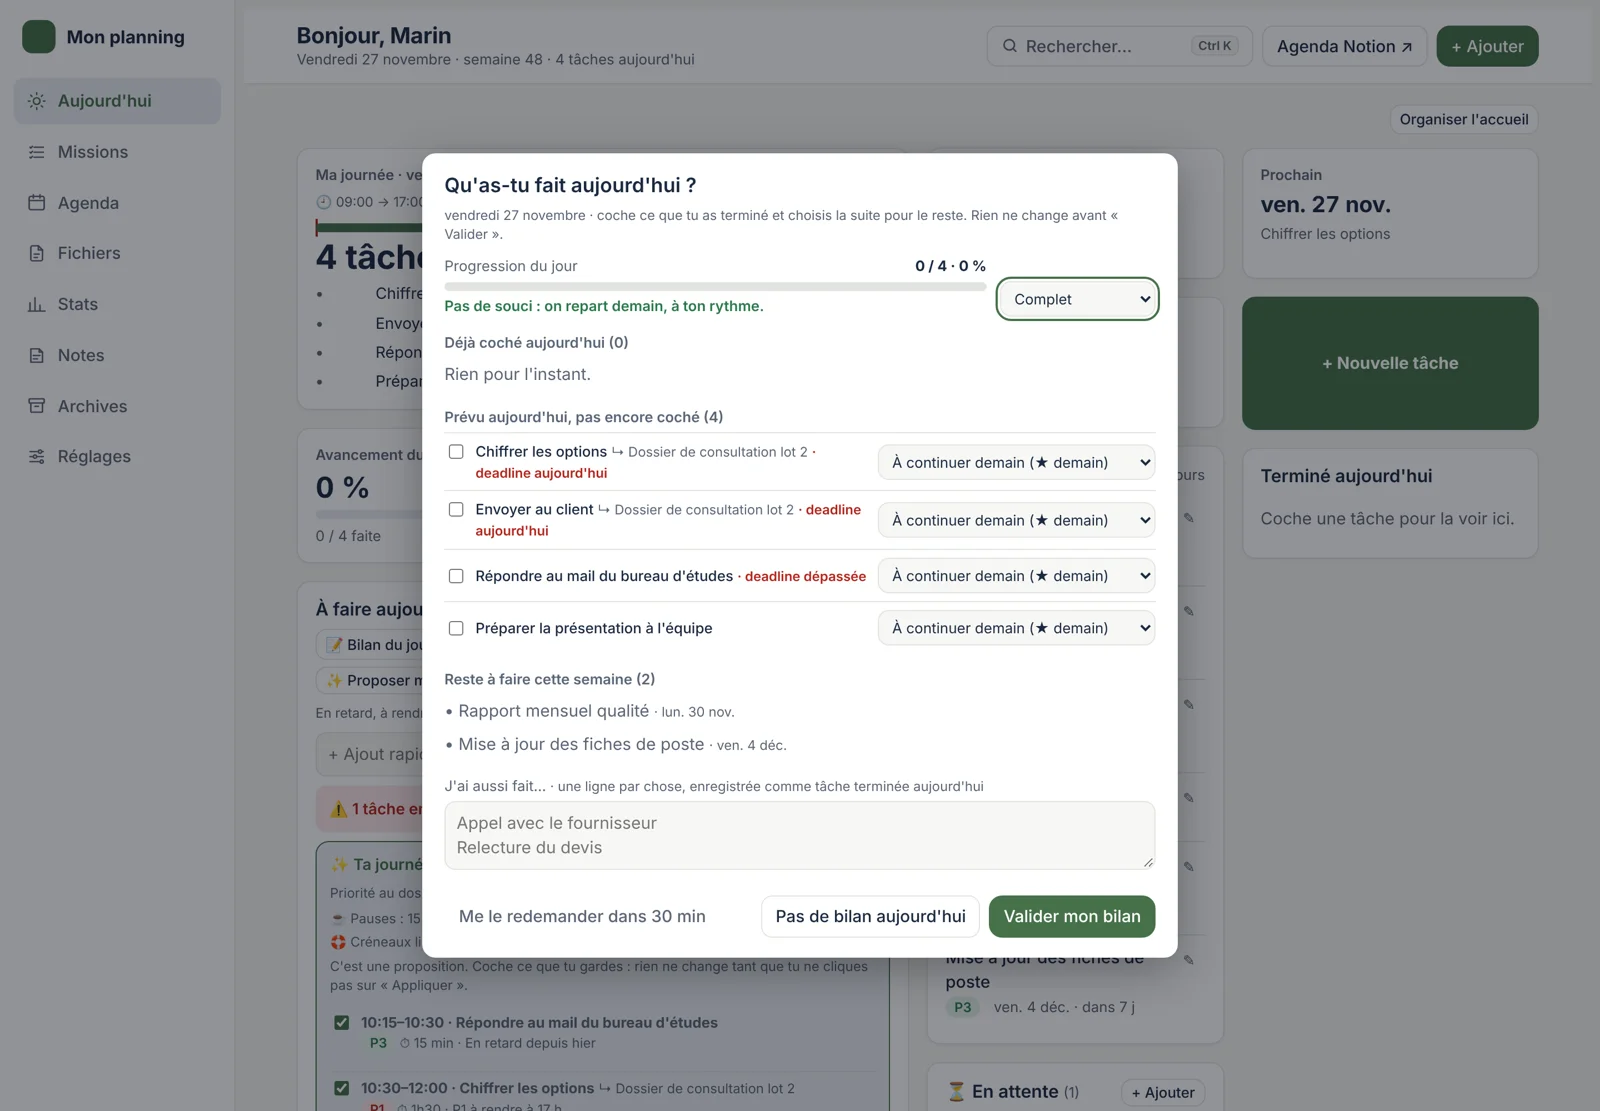 Mon planning
Aujourd'hui
Missions
Agenda
Fichiers
Stats
Notes
Archives
Réglages
Bonjour, Marin
Vendredi 27 novembre · semaine 48 · 4 tâches aujourd'hui
Rechercher...
Ctrl K
Agenda Notion ↗
+ Ajouter
Organiser l'accueil
Ma journée ·
09:00 → 17:00
4
Avancement
0 %
0 / 4 faite
À faire
Bilan du
Proposer
En retard, à
+ Ajout
⚠ 1 tâche
Prochain
ven. 27 nov.
Chiffrer les options
+ Nouvelle tâche
Terminé aujourd'hui
Coche une tâche pour la voir ici.
Qu'as-tu fait aujourd'hui ?
vendredi 27 novembre · coche ce que tu as terminé et choisis la suite pour le reste. Rien ne change avant «
Valider ».
Progression du jour
0 / 4 · 0 %
Pas de souci : on repart demain, à ton rythme.
Complet
Déjà coché aujourd'hui (0)
Rien pour l'instant.
Prévu aujourd'hui, pas encore coché (4)
Chiffrer les options ↳ Dossier de consultation lot 2 ·
deadline aujourd'hui
À continuer demain (★ demain)
Envoyer au client ↳ Dossier de consultation lot 2 · deadline
aujourd'hui
À continuer demain (★ demain)
Répondre au mail du bureau d'études · deadline dépassée
À continuer demain (★ demain)
Préparer la présentation à l'équipe
À continuer demain (★ demain)
Reste à faire cette semaine (2)
• Rapport mensuel qualité · lun. 30 nov.
• Mise à jour des fiches de poste · ven. 4 déc.
J'ai aussi fait... · une ligne par chose, enregistrée comme tâche terminée aujourd'hui
Appel avec le fournisseur
Relecture du devis
Me le redemander dans 30 min
Pas de bilan aujourd'hui
Valider mon bilan
✨ Ta journée
Priorité au
Pauses : 15
Créneaux
C'est une proposition. Coche ce que tu gardes : rien ne change tant que tu ne cliques
pas sur « Appliquer ».
10:15–10:30 · Répondre au mail du bureau d'études
P3 15 min · En retard depuis hier
10:30–12:00 · Chiffrer les options ↳ Dossier de consultation lot 2
P1 1h30 · P1 à rendre à 17 h
Mise à jour des fiches de
poste
P3 ven. 4 déc. · dans 7 j
En attente (1)
+ Ajouter